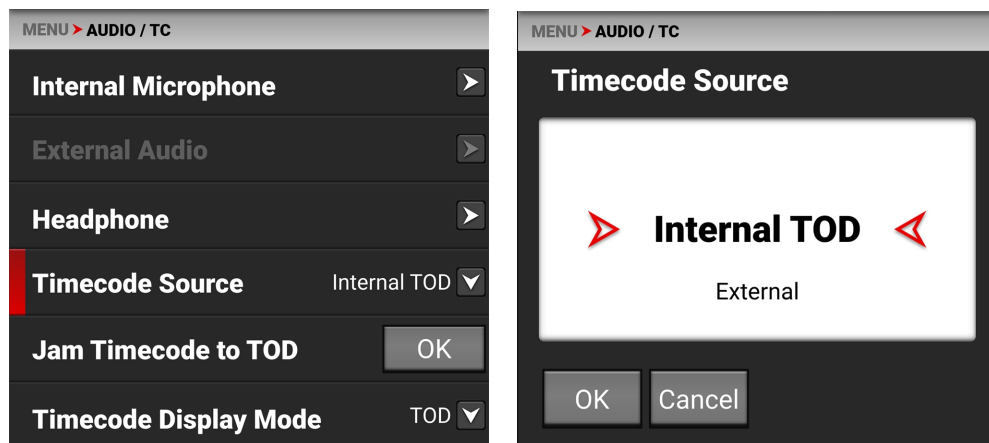 MENU AUDIO / TC
Internal Microphone
External Audio
Headphone
Timecode Source Internal TOD
Jam Timecode to TOD OK
Timecode Display Mode TOD
MENU AUDIO / TC
Timecode Source
Internal TOD
External
OK Cancel